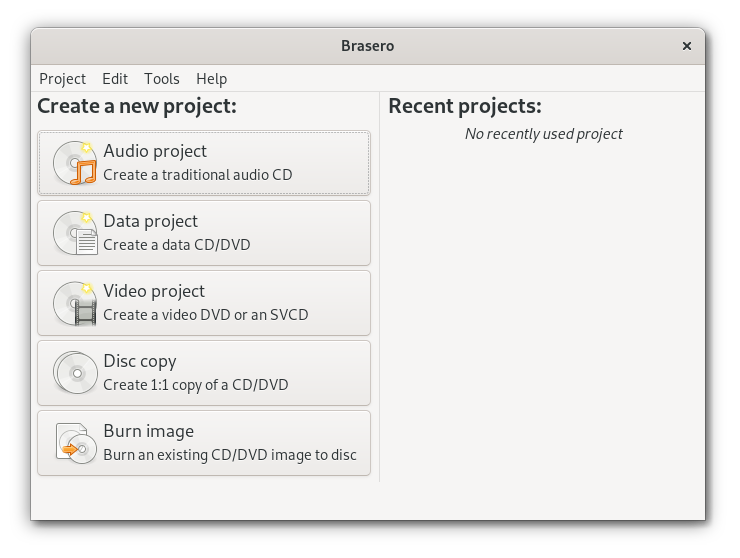 Brasero
Project Edit Tools Help
Create a new project:
Audio project
Create a traditional audio CD
Data project
Create a data CD/DVD
Video project
Create a video DVD or an SVCD
Disc copy
Create 1:1 copy of a CD/DVD
Burn image
Burn an existing CD/DVD image to disc
Recent projects:
No recently used project